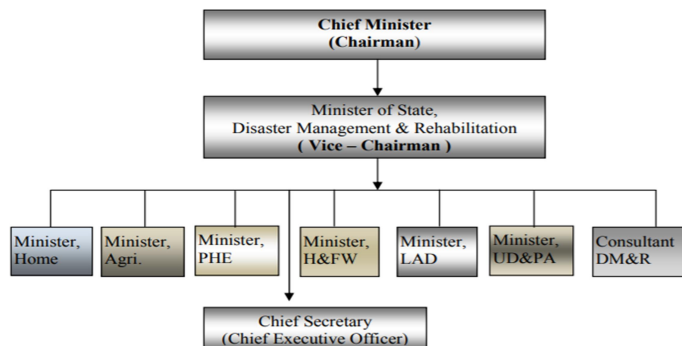 Chief Minister
(Chairman)
Minister of State,
Disaster Management & Rehabilitation
( Vice – Chairman )
Minister,
Home
Minister,
Agri.
Minister,
PHE
Minister,
H&FW
Minister,
LAD
Minister,
UD&PA
Consultant
DM&R
Chief Secretary
(Chief Executive Officer)